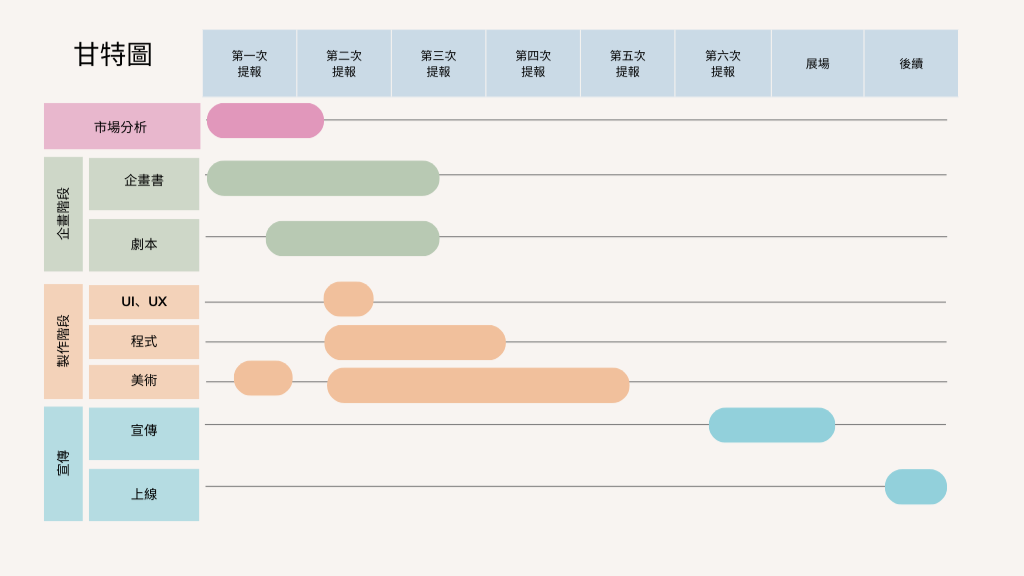 甘特圖
第一次
提報
第二次
提報
第三次
提報
第四次
提報
第五次
提報
第六次
提報
展場
後續
市場分析
企畫階段
企畫書
劇本
製作階段
UI、UX
程式
美術
宣傳
宣傳
上線